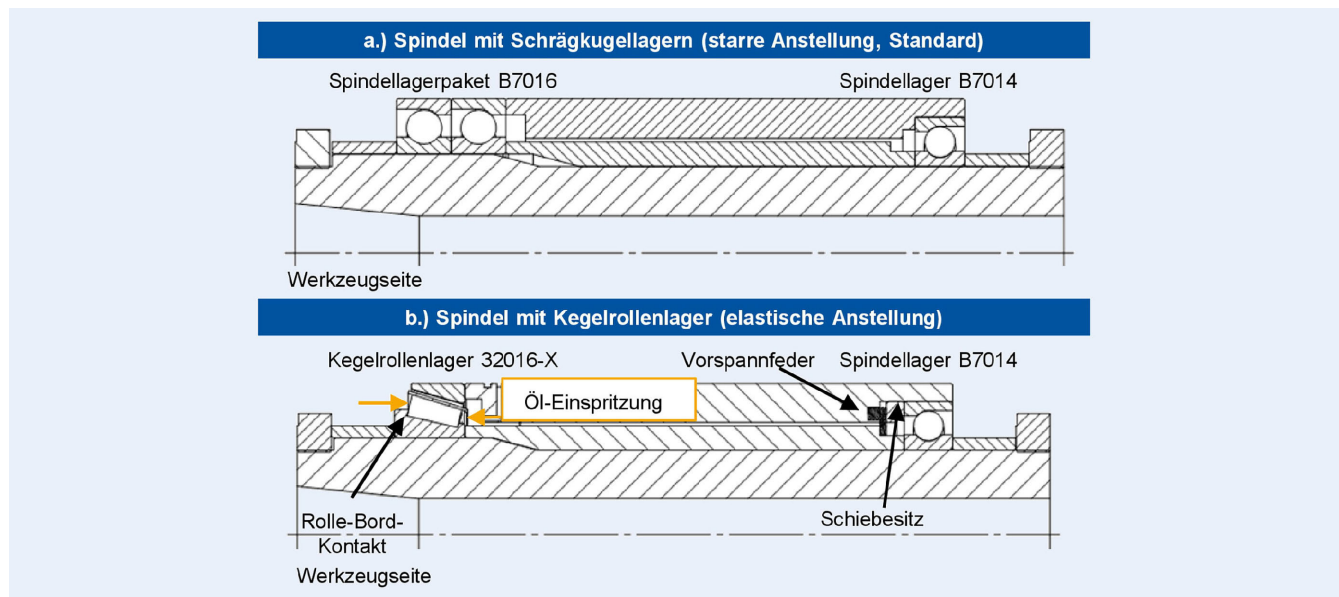 a.) Spindel mit Schrägkugellagern (starre Anstellung, Standard)
Spindellagerpaket B7016
Spindellager B7014
Werkzeugseite
b.) Spindel mit Kegelrollenlager (elastische Anstellung)
Kegelrollenlager 32016-X
Vorspannfeder
Spindellager B7014
Öl-Einspritzung
Rolle-Bord-
Kontakt
Schiebesitz
Werkzeugseite